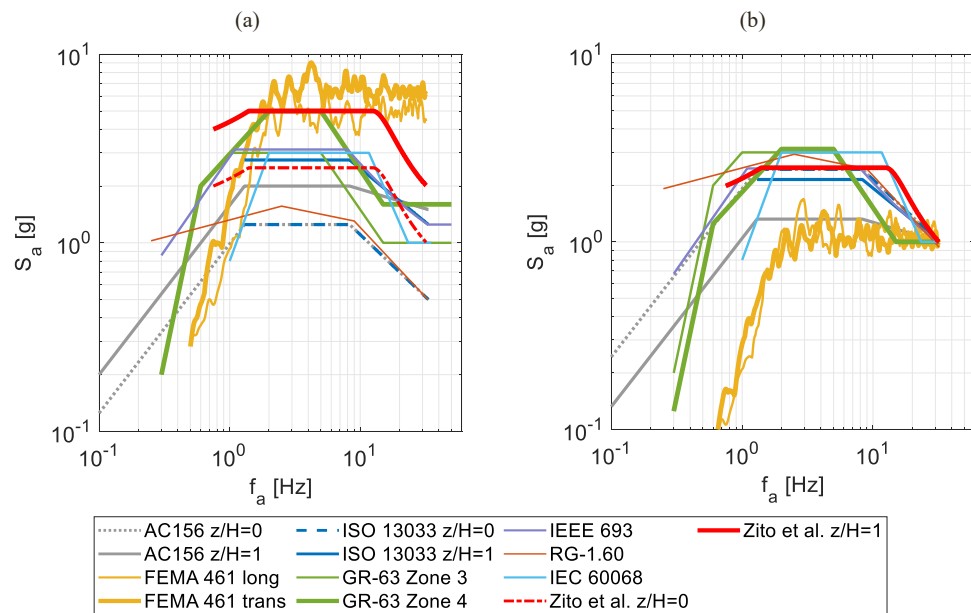 (a)
(b)
10^1
10^0
10^-1
S_a [g]
10^-1
10^0
10^1
f_a [Hz]
10^1
10^0
10^-1
S_a [g]
10^-1
10^0
10^1
f_a [Hz]
AC156 z/H=0
AC156 z/H=1
FEMA 461 long
FEMA 461 trans
ISO 13033 z/H=0
ISO 13033 z/H=1
GR-63 Zone 3
GR-63 Zone 4
IEEE 693
RG-1.60
IEC 60068
Zito et al. z/H=0
Zito et al. z/H=1